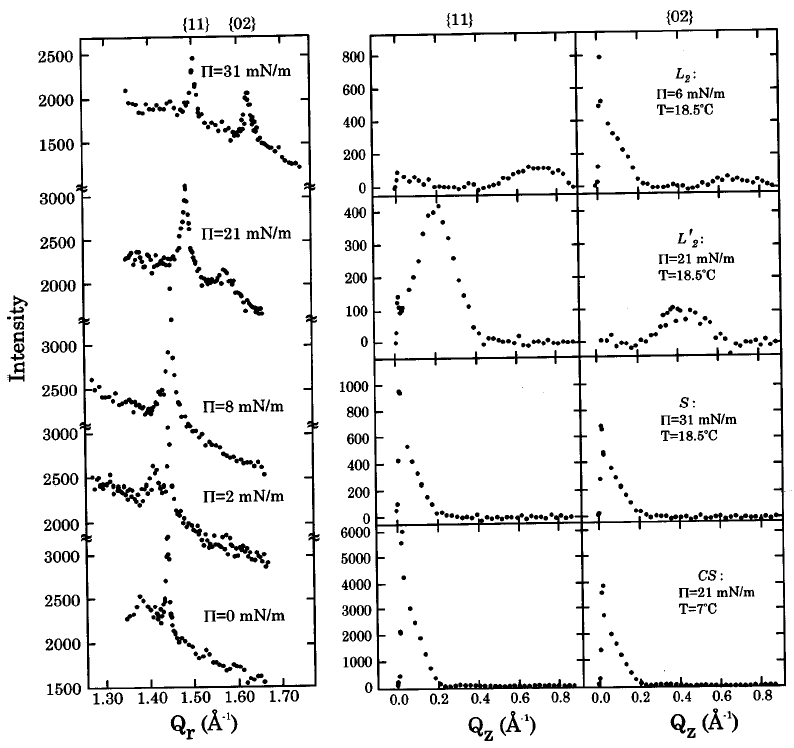 {11} {02}
Π=31 mN/m
2500
2000
1500
Π=21 mN/m
3000
2500
2000
Π=8 mN/m
3000
2500
Π=2 mN/m
3000
2500
2000
Π=0 mN/m
3000
2500
2000
1500
1.30 1.40 1.50 1.60 1.70
Qr (Å-1)
Intensity
{11} {02}
800
600
400
200
0
L2:
Π=6 mN/m
T=18.5°C
400
300
200
100
0
L'2:
Π=21 mN/m
T=18.5°C
1000
800
600
400
200
0
S:
Π=31 mN/m
T=18.5°C
6000
5000
4000
3000
2000
1000
0
CS:
Π=21 mN/m
T=7°C
0.0 0.2 0.4 0.6 0.8 0.0 0.4 0.8
Qz (Å-1) Qz (Å-1)